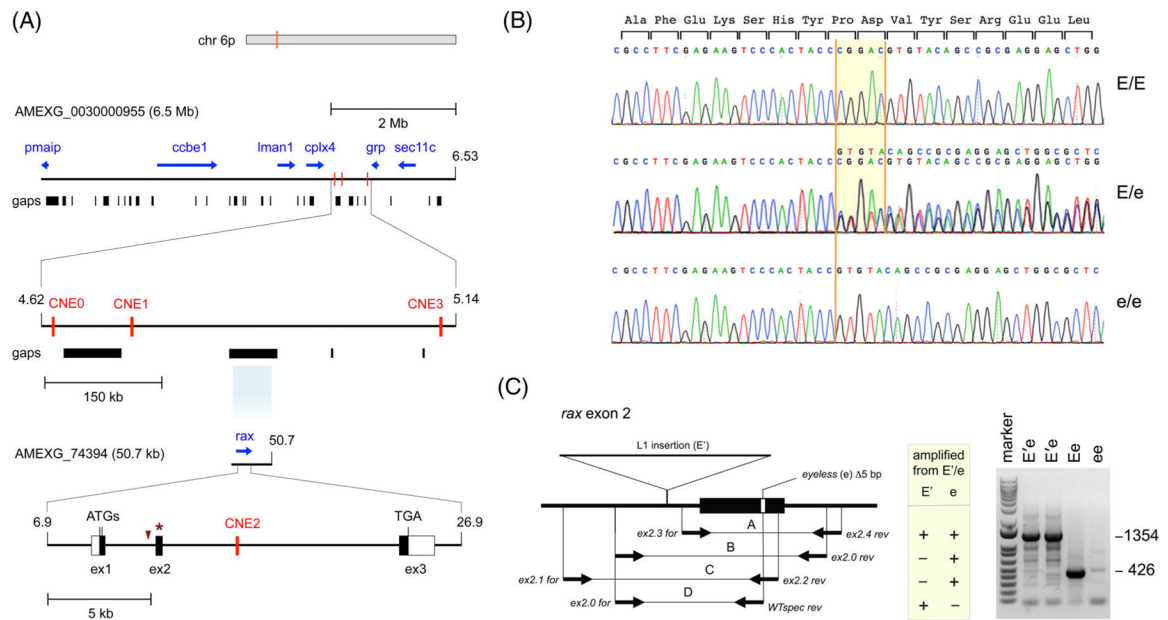 (A)
chr 6p
AMEXG_0030000955 (6.5 Mb)
2 Mb
pmaip ccbe1 lman1 cplx4 grp sec11c
6.53
gaps
4.62 5.14
CNE0 CNE1 CNE3
gaps
150 kb
rax
50.7
AMEXG_74394 (50.7 kb)
6.9 26.9
ATGs * CNE2 TGA
ex1 ex2 ex3
5 kb
(B)
Ala Phe Glu Lys Ser His Tyr Pro Asp Val Tyr Ser Arg Glu Glu Leu
CGCCTTCGAGAAGTCCCACTACCCGGACGTGTACAGCCGCGAGGAGCTGG
E/E
GTGTACAGCCGCGAGGAGCTGGCGCTC
CGCCTTCGAGAAGTCCCACTACCCGGACGTGTACAGCCGCGAGGAGCTGG
E/e
CGCCTTCGAGAAGTCCCACTACCGTGTACAGCCGCGAGGAGCTGGCGCTC
e/e
(C)
rax exon 2
L1 insertion (E')
eyeless (e) Δ5 bp
A
ex2.3 for ex2.4 rev
B
ex2.0 rev
C
ex2.1 for ex2.2 rev
D
ex2.0 for WTspec rev
amplified
from E'/e
E' e
+ +
– +
– +
+ –
marker E'e E'e Ee ee
–1354
– 426